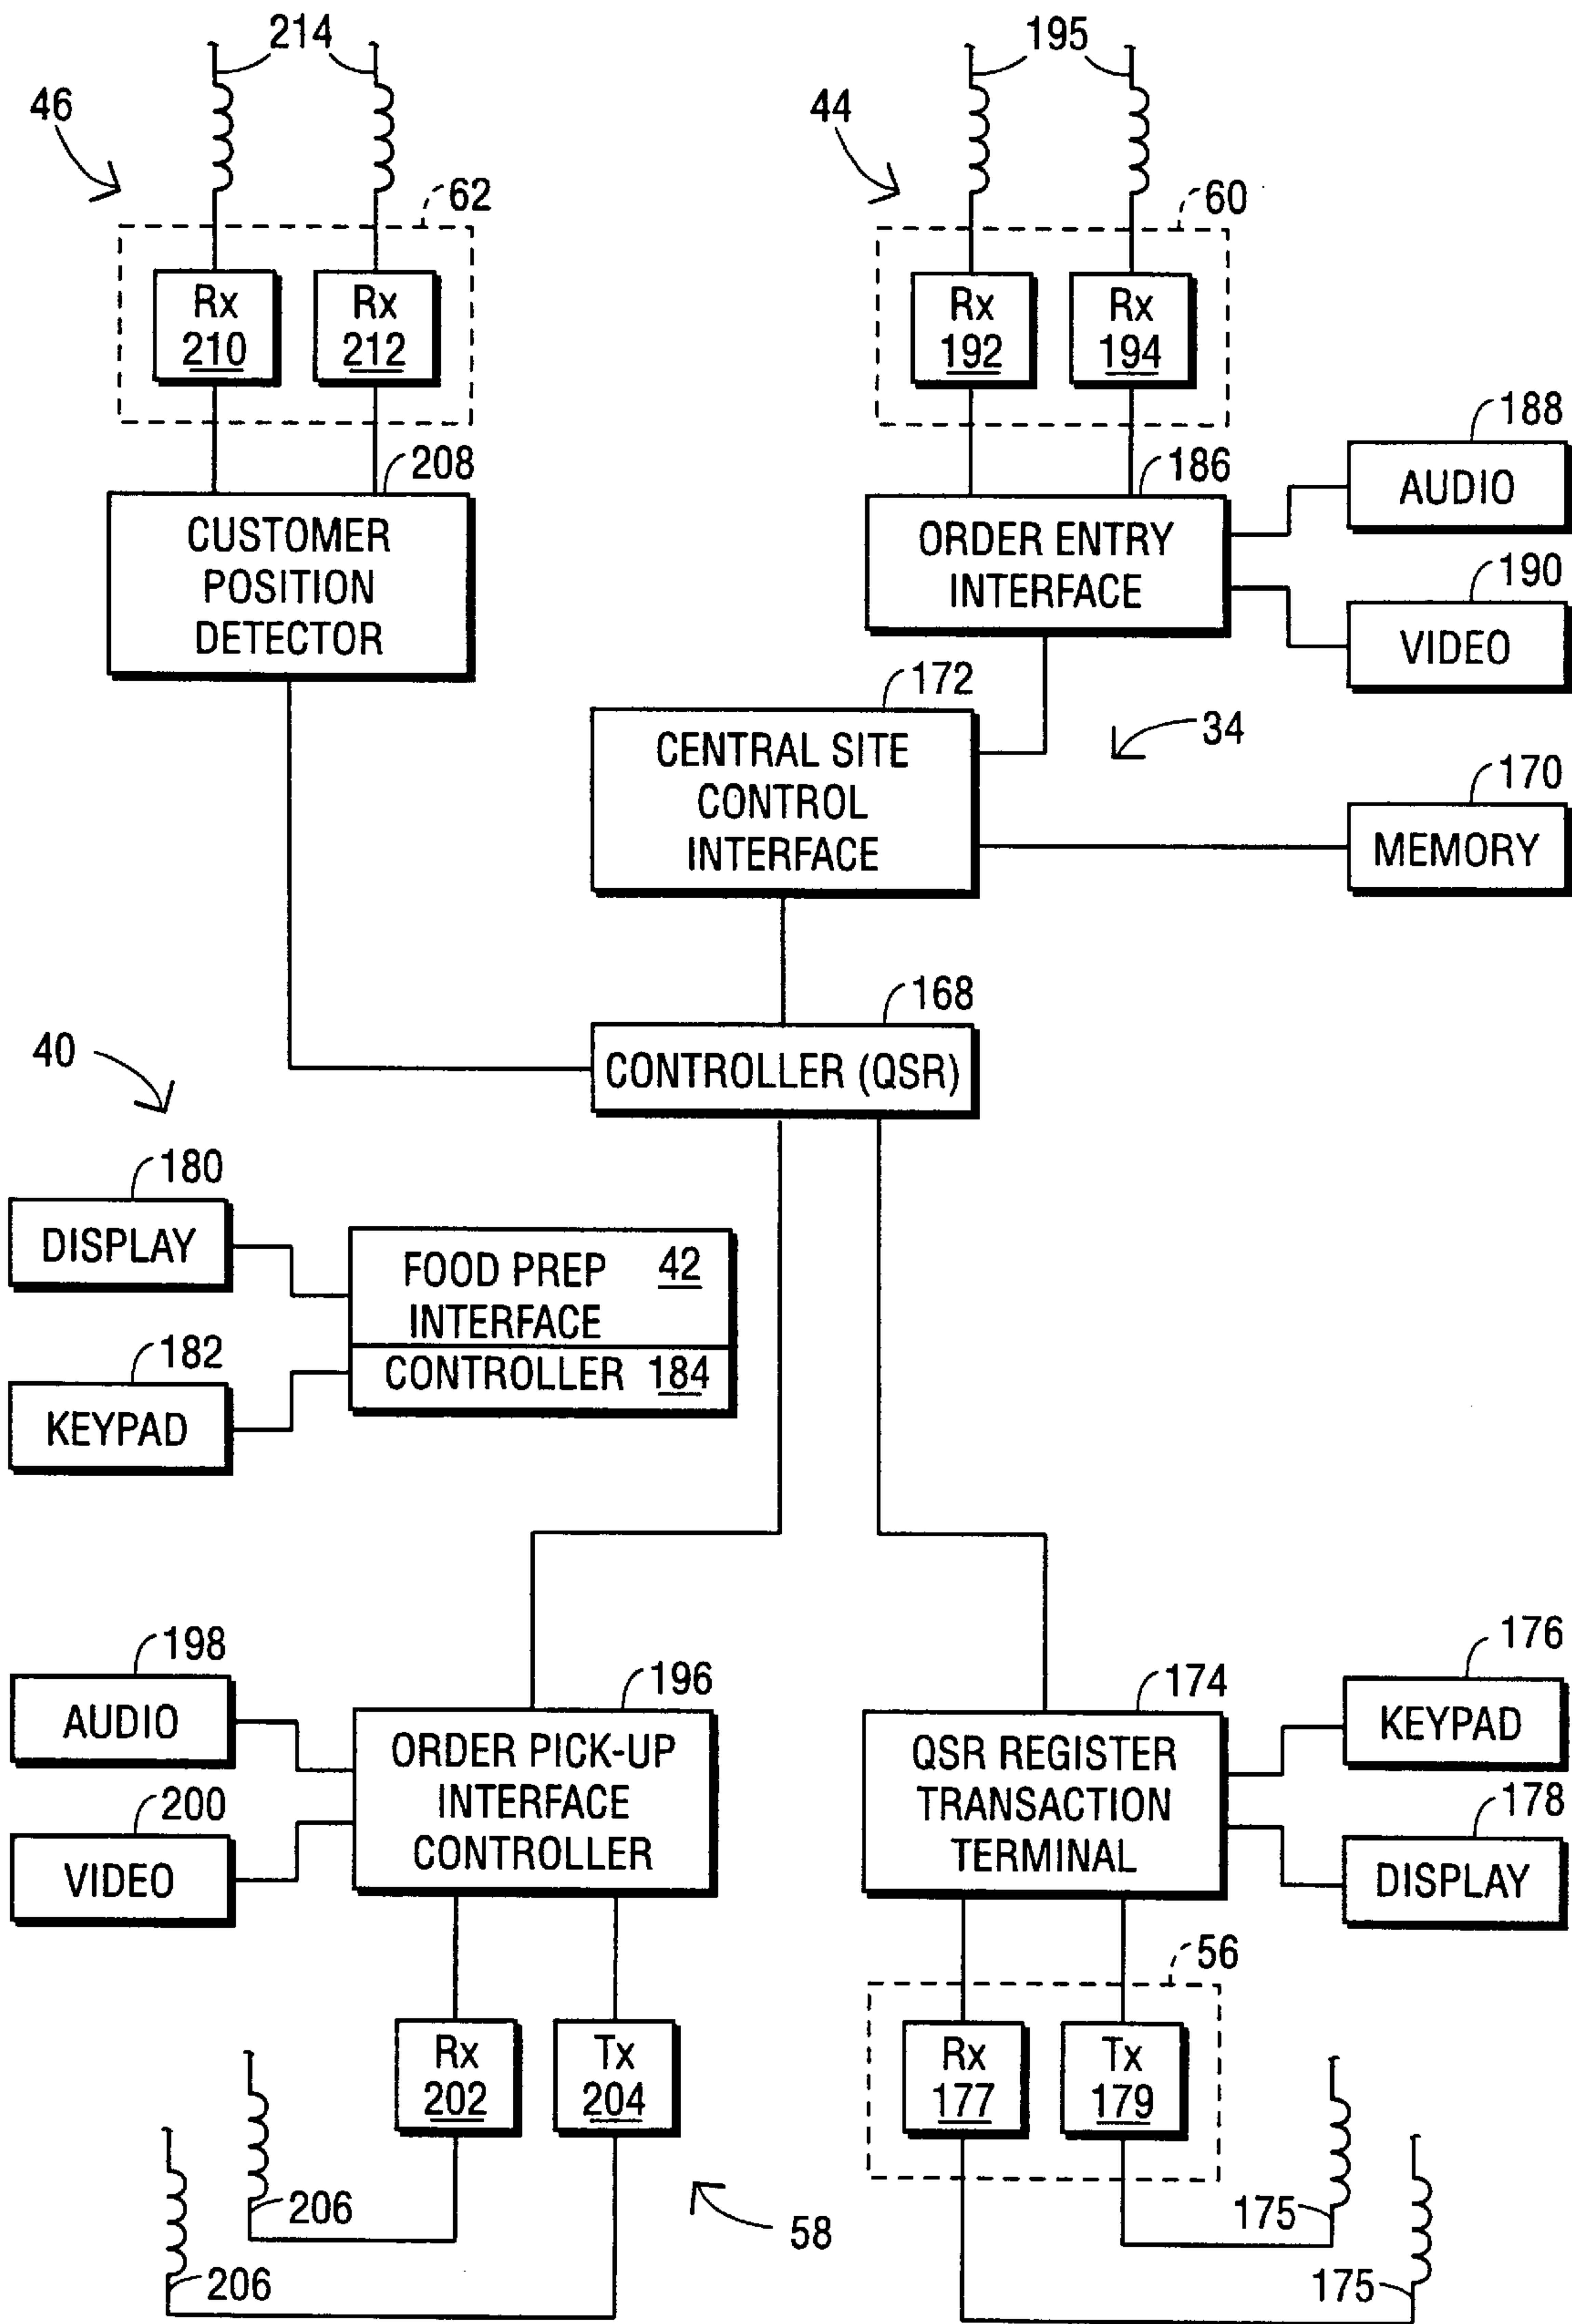 214
195
46
44
62
60
Rx
210
Rx
212
Rx
192
Rx
194
208
186
188
CUSTOMER
POSITION
DETECTOR
ORDER ENTRY
INTERFACE
AUDIO
190
VIDEO
172
34
CENTRAL SITE
CONTROL
INTERFACE
170
MEMORY
168
CONTROLLER (QSR)
40
180
DISPLAY
FOOD PREP 42
INTERFACE
CONTROLLER 184
182
KEYPAD
198
AUDIO
196
ORDER PICK-UP
INTERFACE
CONTROLLER
200
VIDEO
174
QSR REGISTER
TRANSACTION
TERMINAL
176
KEYPAD
178
DISPLAY
56
Rx
202
Tx
204
Rx
177
Tx
179
206
206
58
175
175